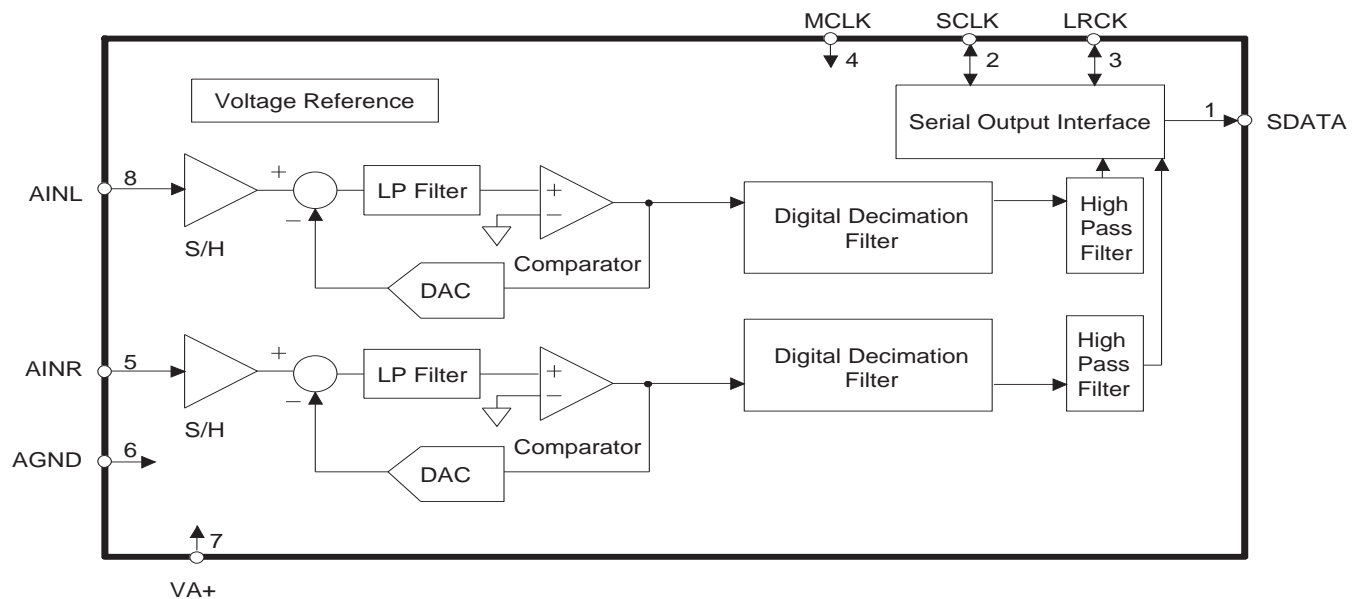 MCLK
SCLK
LRCK
4
2
3
Voltage Reference
Serial Output Interface
1
SDATA
AINL
8
+
−
S/H
LP Filter
+
−
Comparator
DAC
Digital Decimation
Filter
High
Pass
Filter
AINR
5
+
−
S/H
LP Filter
+
−
Comparator
DAC
Digital Decimation
Filter
High
Pass
Filter
AGND
6
7
VA+